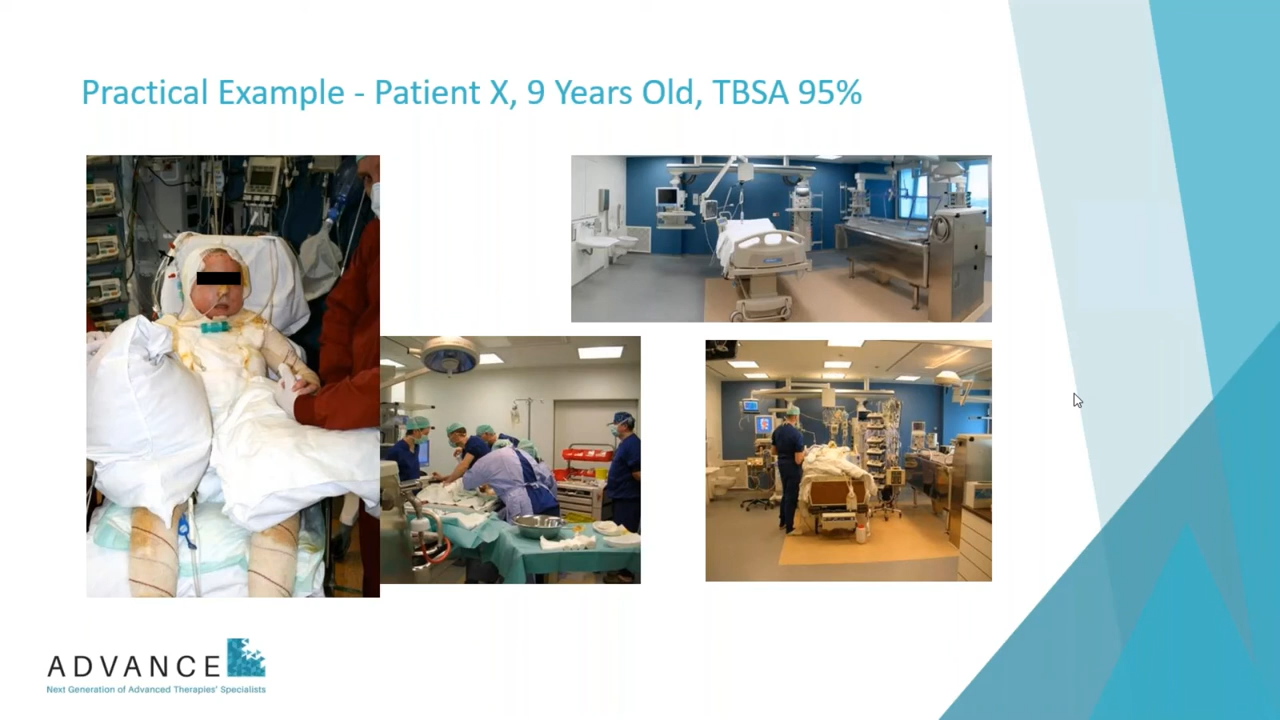 Practical Example - Patient X, 9 Years Old, TBSA 95%
ADVANCE
Next Generation of Advanced Therapies' Specialists